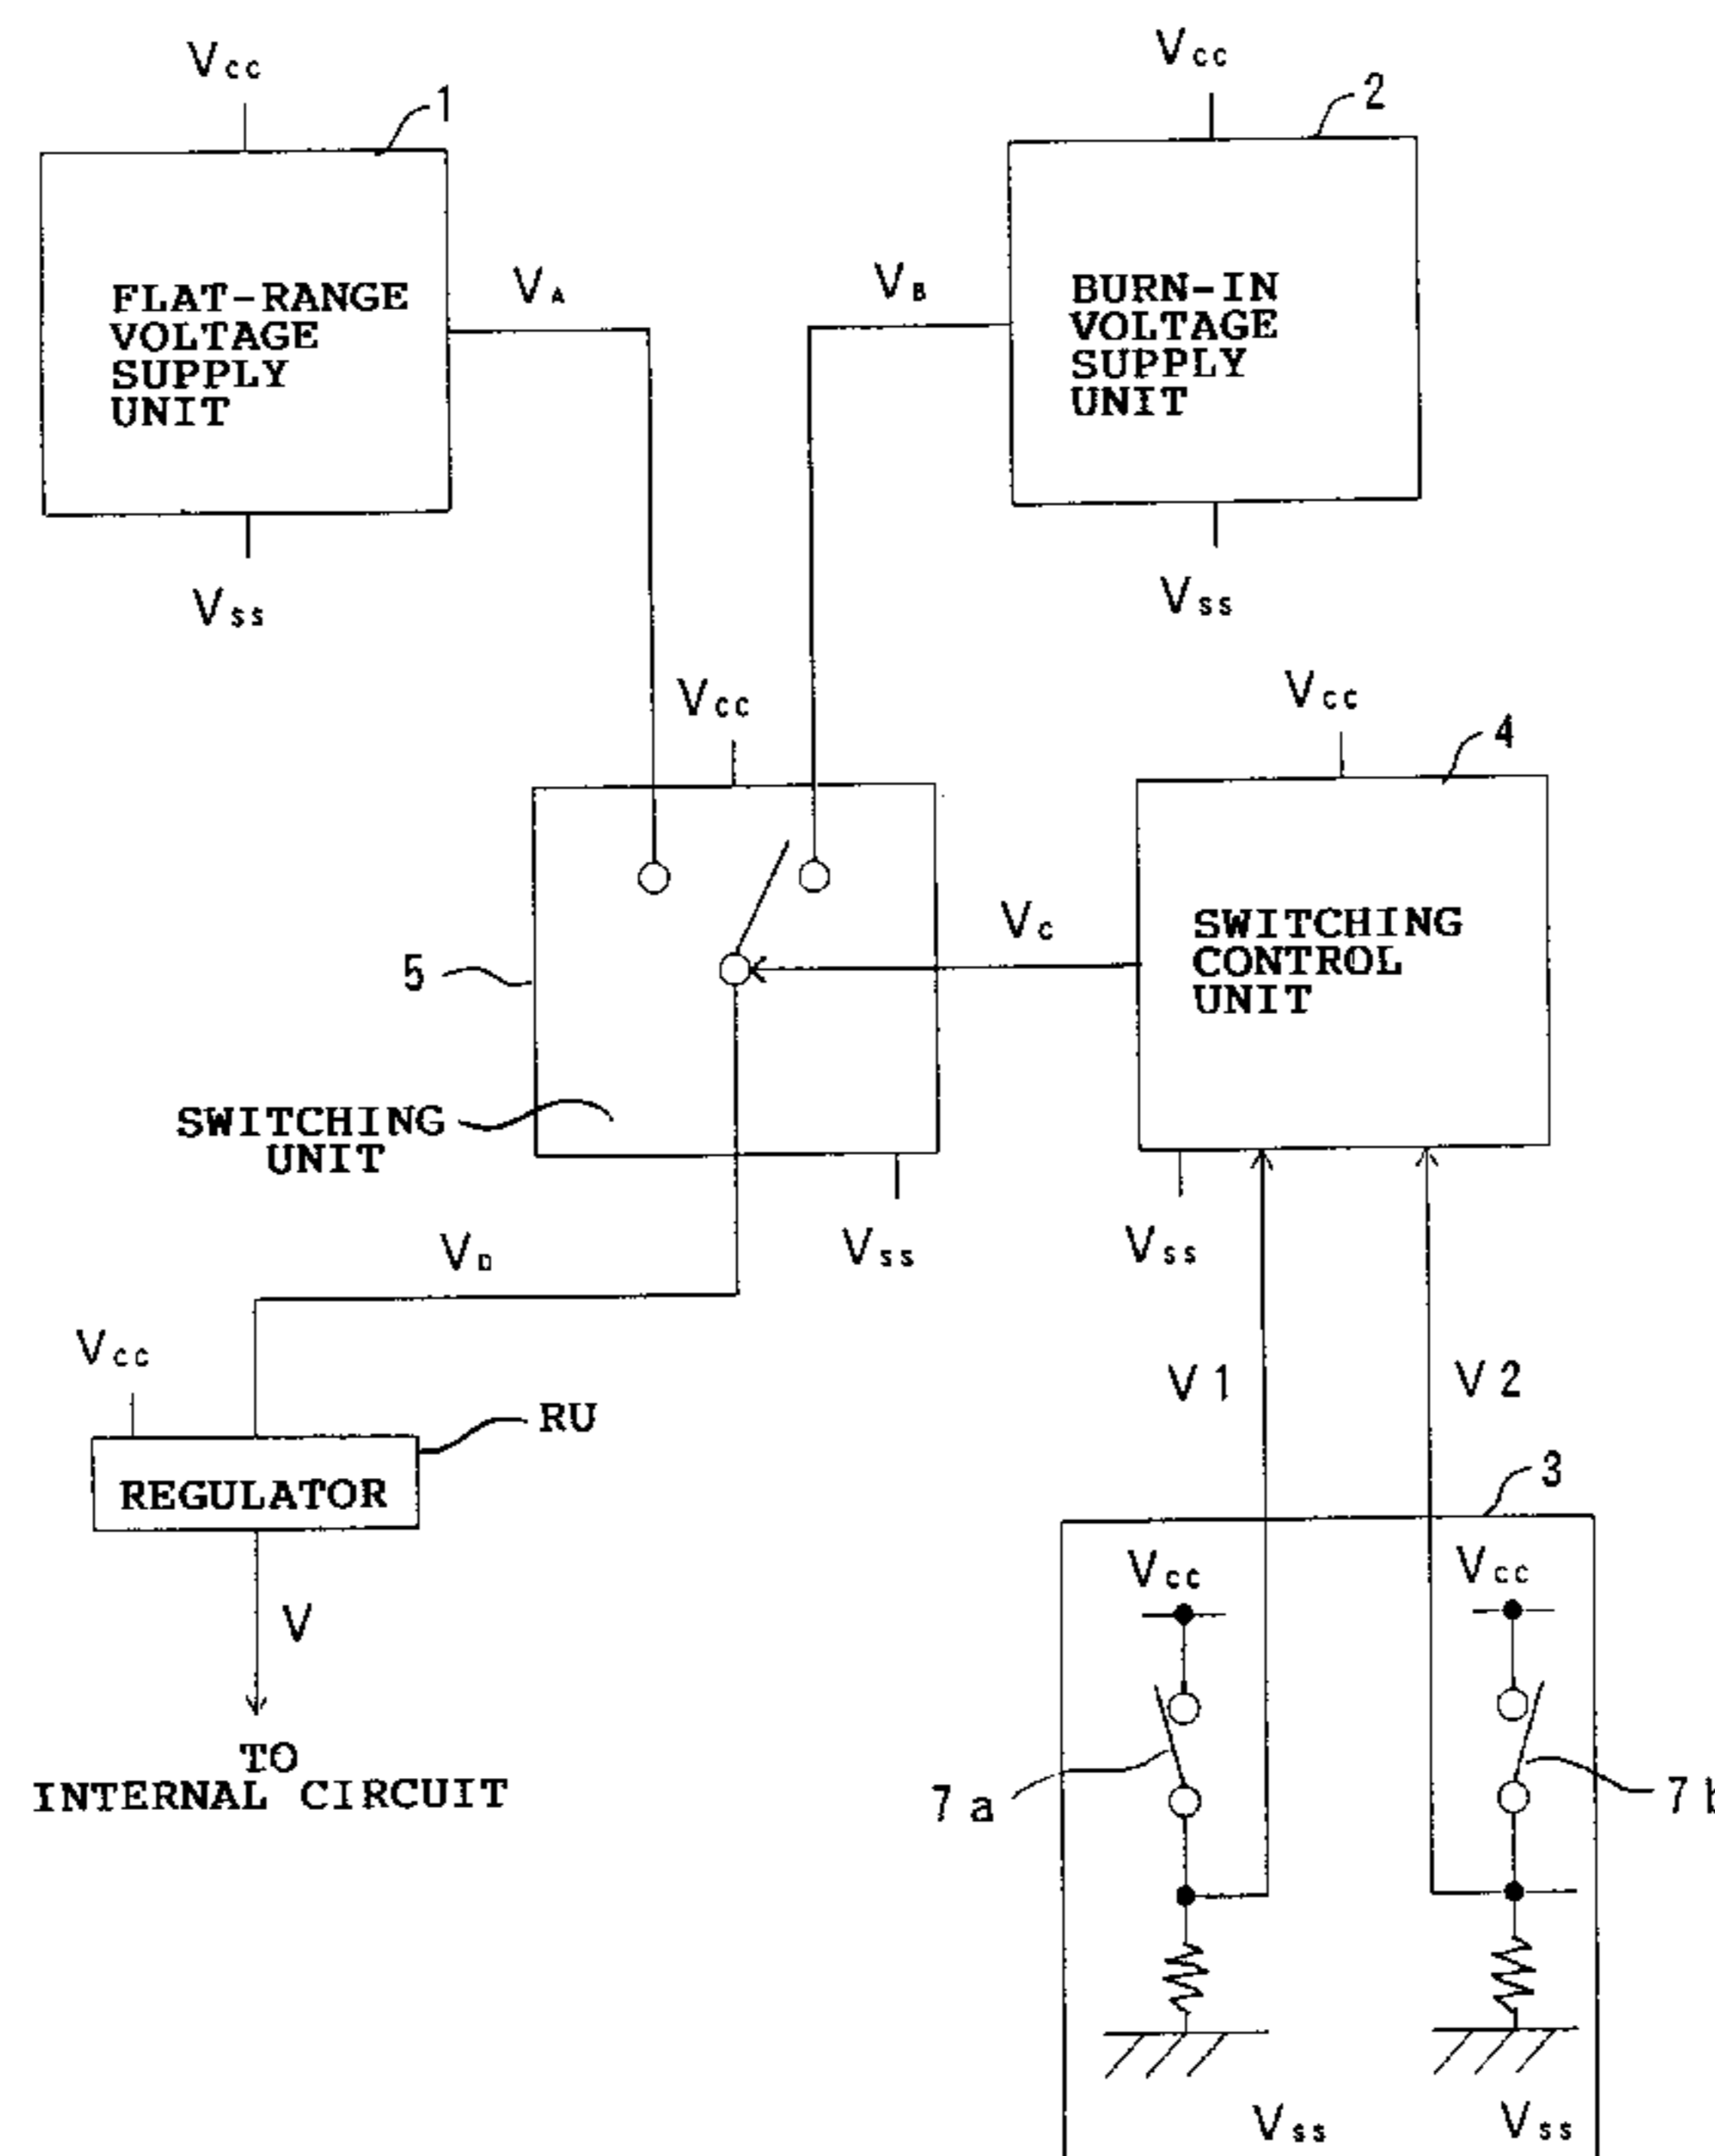 Vcc
1
Vcc
2
FLAT-RANGE
VOLTAGE
SUPPLY
UNIT
VA
VB
BURN-IN
VOLTAGE
SUPPLY
UNIT
Vss
Vss
Vcc
Vcc
4
5
VC
SWITCHING
CONTROL
UNIT
SWITCHING
UNIT
Vss
Vss
VD
Vcc
RU
REGULATOR
V
TO
INTERNAL CIRCUIT
V1
V2
3
Vcc
Vcc
7a
7b
Vss
Vss